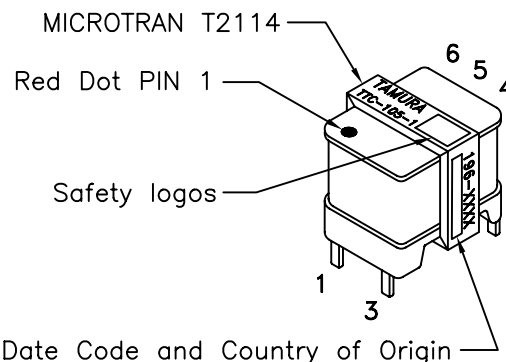 MICROTRAN T2114
6
5
4
Red Dot PIN 1
TAMURA
TTC-105-1
Safety logos
196-XXXX
1
3
Date Code and Country of Origin